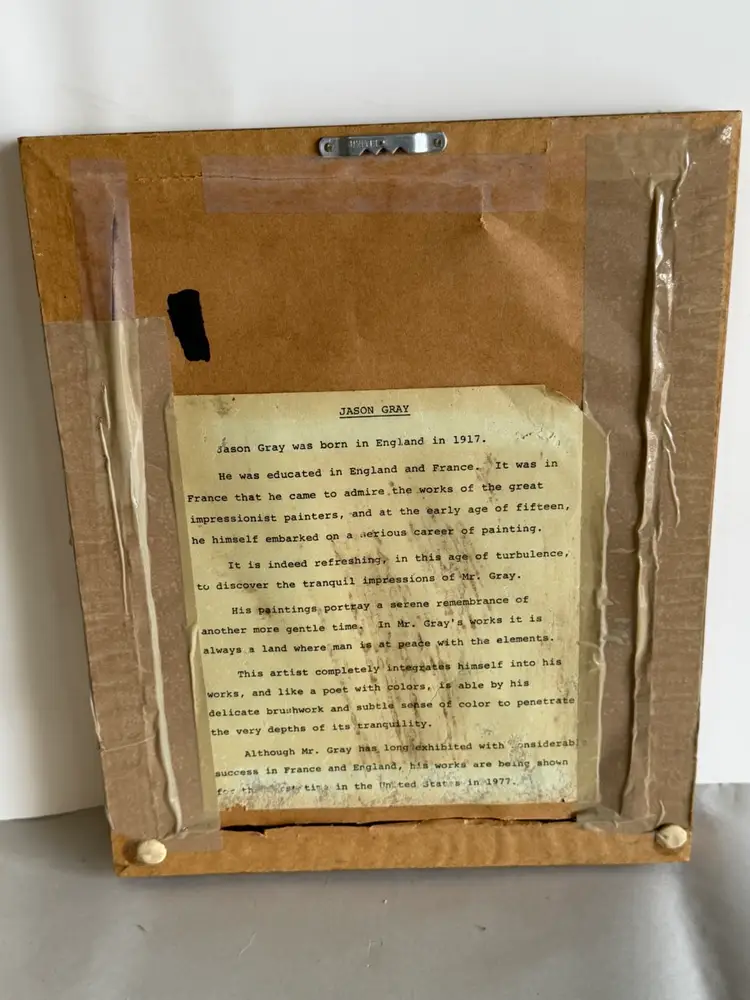 JASON GRAY
Jason Gray was born in England in 1917.
He was educated in England and France. It was in
France that he came to admire the works of the great
impressionist painters, and at the early age of fifteen,
he himself embarked on a serious career of painting.
It is indeed refreshing, in this age of turbulence,
to discover the tranquil impressions of Mr. Gray.
His paintings portray a serene remembrance of
another more gentle time. In Mr. Gray's works it is
always a land where man is at peace with the elements.
This artist completely integrates himself into his
works, and like a poet with colors, is able by his
delicate brushwork and subtle sense of color to penetrate
the very depths of its tranquility.
Although Mr. Gray has long exhibited with considerable
success in France and England, his works are being shown
for the first time in the United States in 1977.